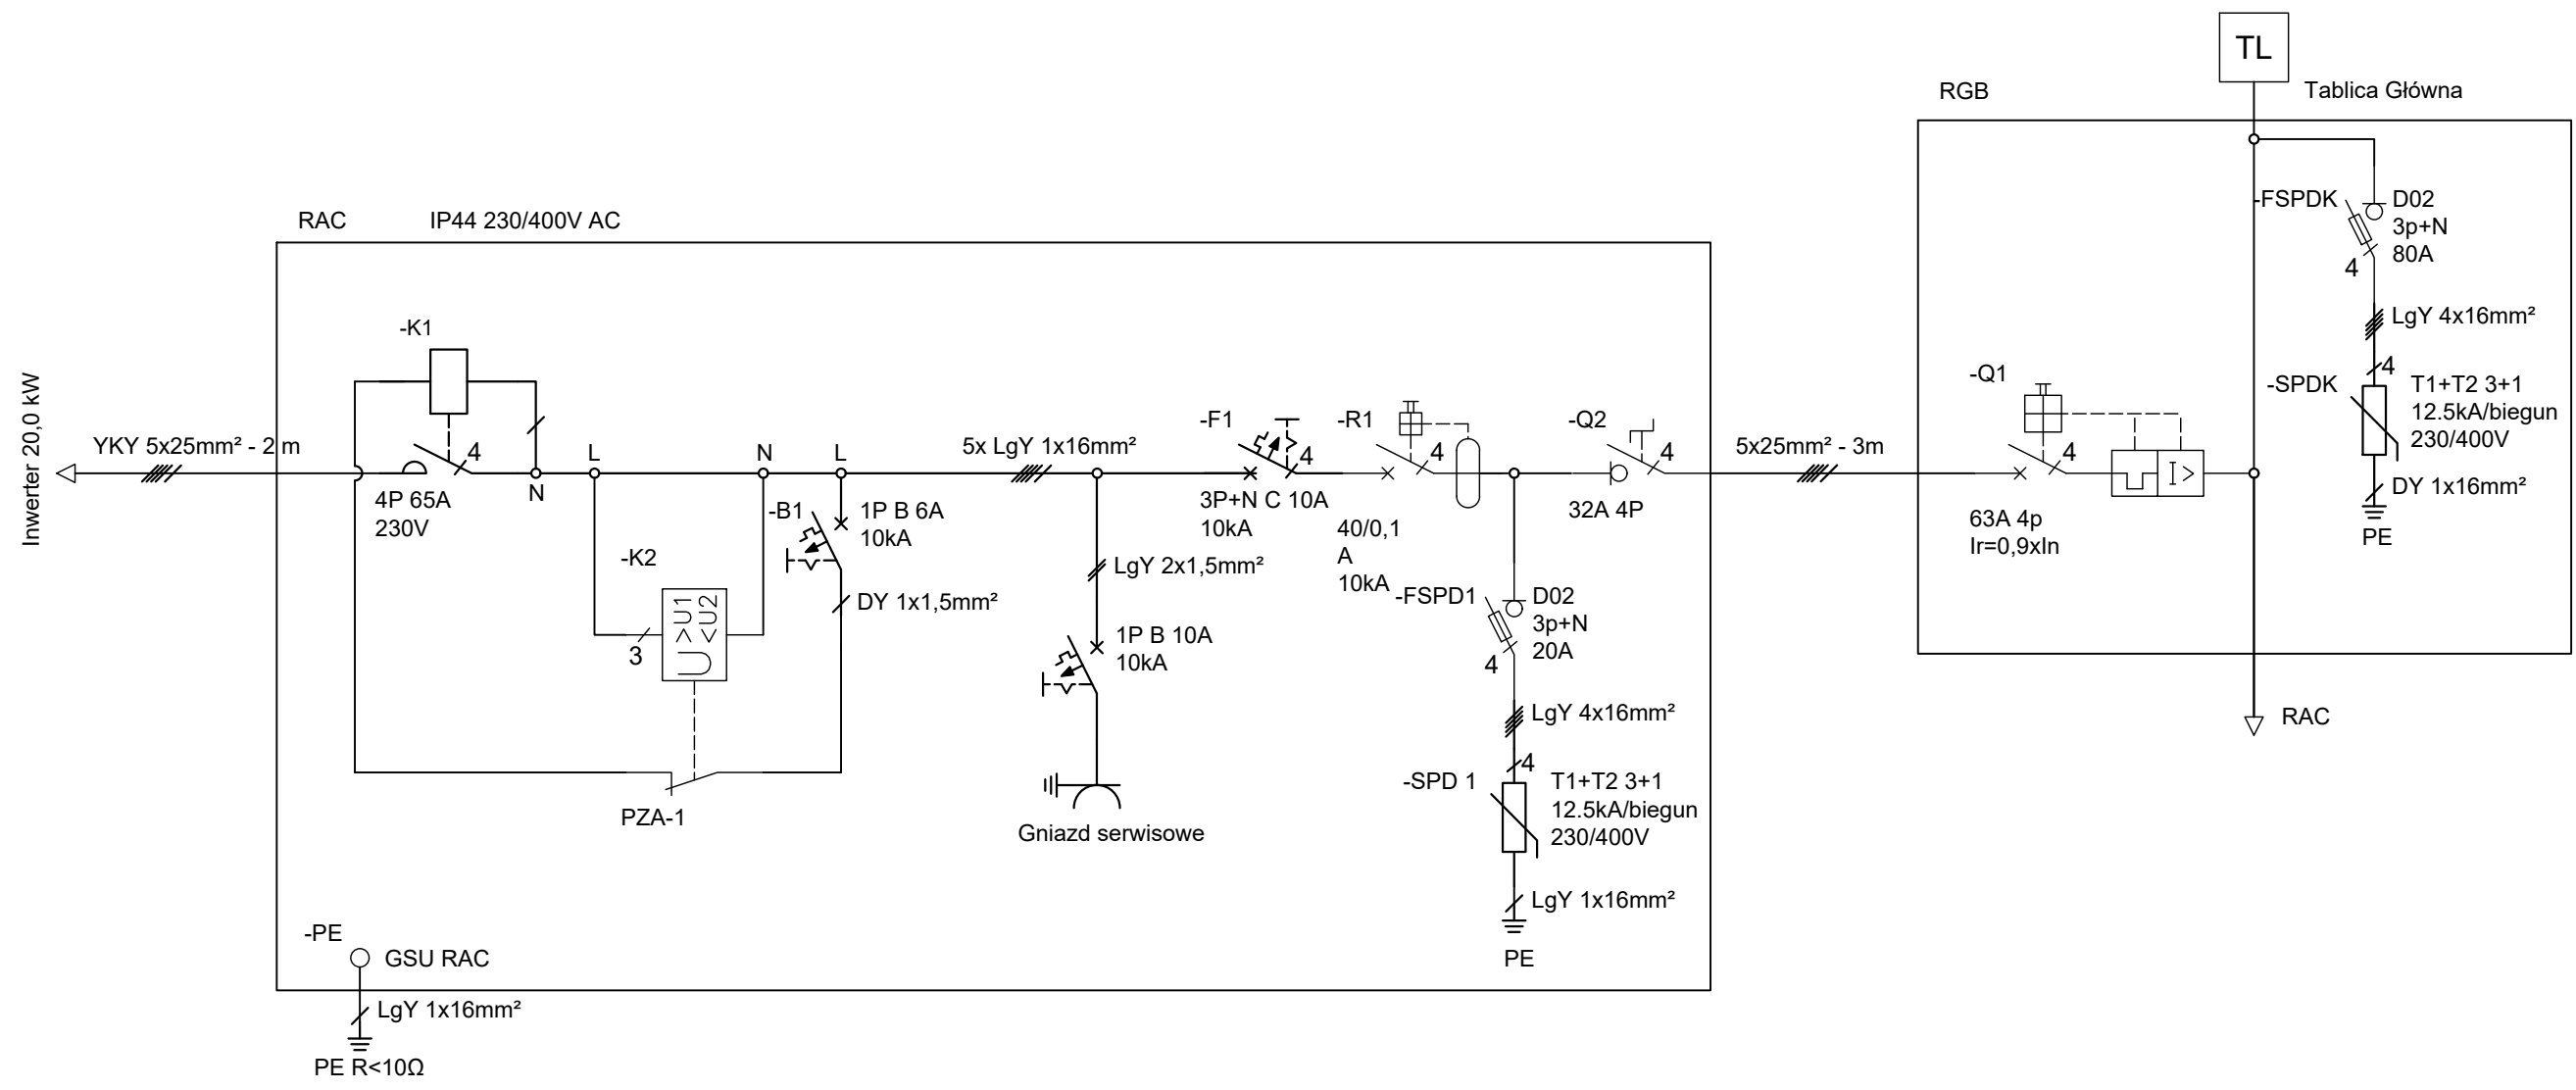 TL
RGB
Tablica Główna
-FSPDK
D02
3p+N
80A
4
LgY 4x16mm²
4
-SPDK
T1+T2 3+1
12.5kA/biegun
230/400V
DY 1x16mm²
PE
-Q1
4
I>
63A 4p
Ir=0,9xIn
RAC
RAC
IP44 230/400V AC
Inwerter 20,0 kW
YKY 5x25mm² - 2 m
-K1
4
4P 65A
230V
N
L
N
L
-B1
1P B 6A
10kA
-K2
DY 1x1,5mm²
3
U >U1
<U2
PZA-1
5x LgY 1x16mm²
LgY 2x1,5mm²
1P B 10A
10kA
Gniazd serwisowe
-F1
4
3P+N C 10A
10kA
-R1
4
40/0,1
A
10kA
-Q2
4
32A 4P
5x25mm² - 3m
-FSPD1
D02
3p+N
20A
4
LgY 4x16mm²
4
-SPD 1
T1+T2 3+1
12.5kA/biegun
230/400V
LgY 1x16mm²
PE
-PE
GSU RAC
LgY 1x16mm²
PE R<10Ω